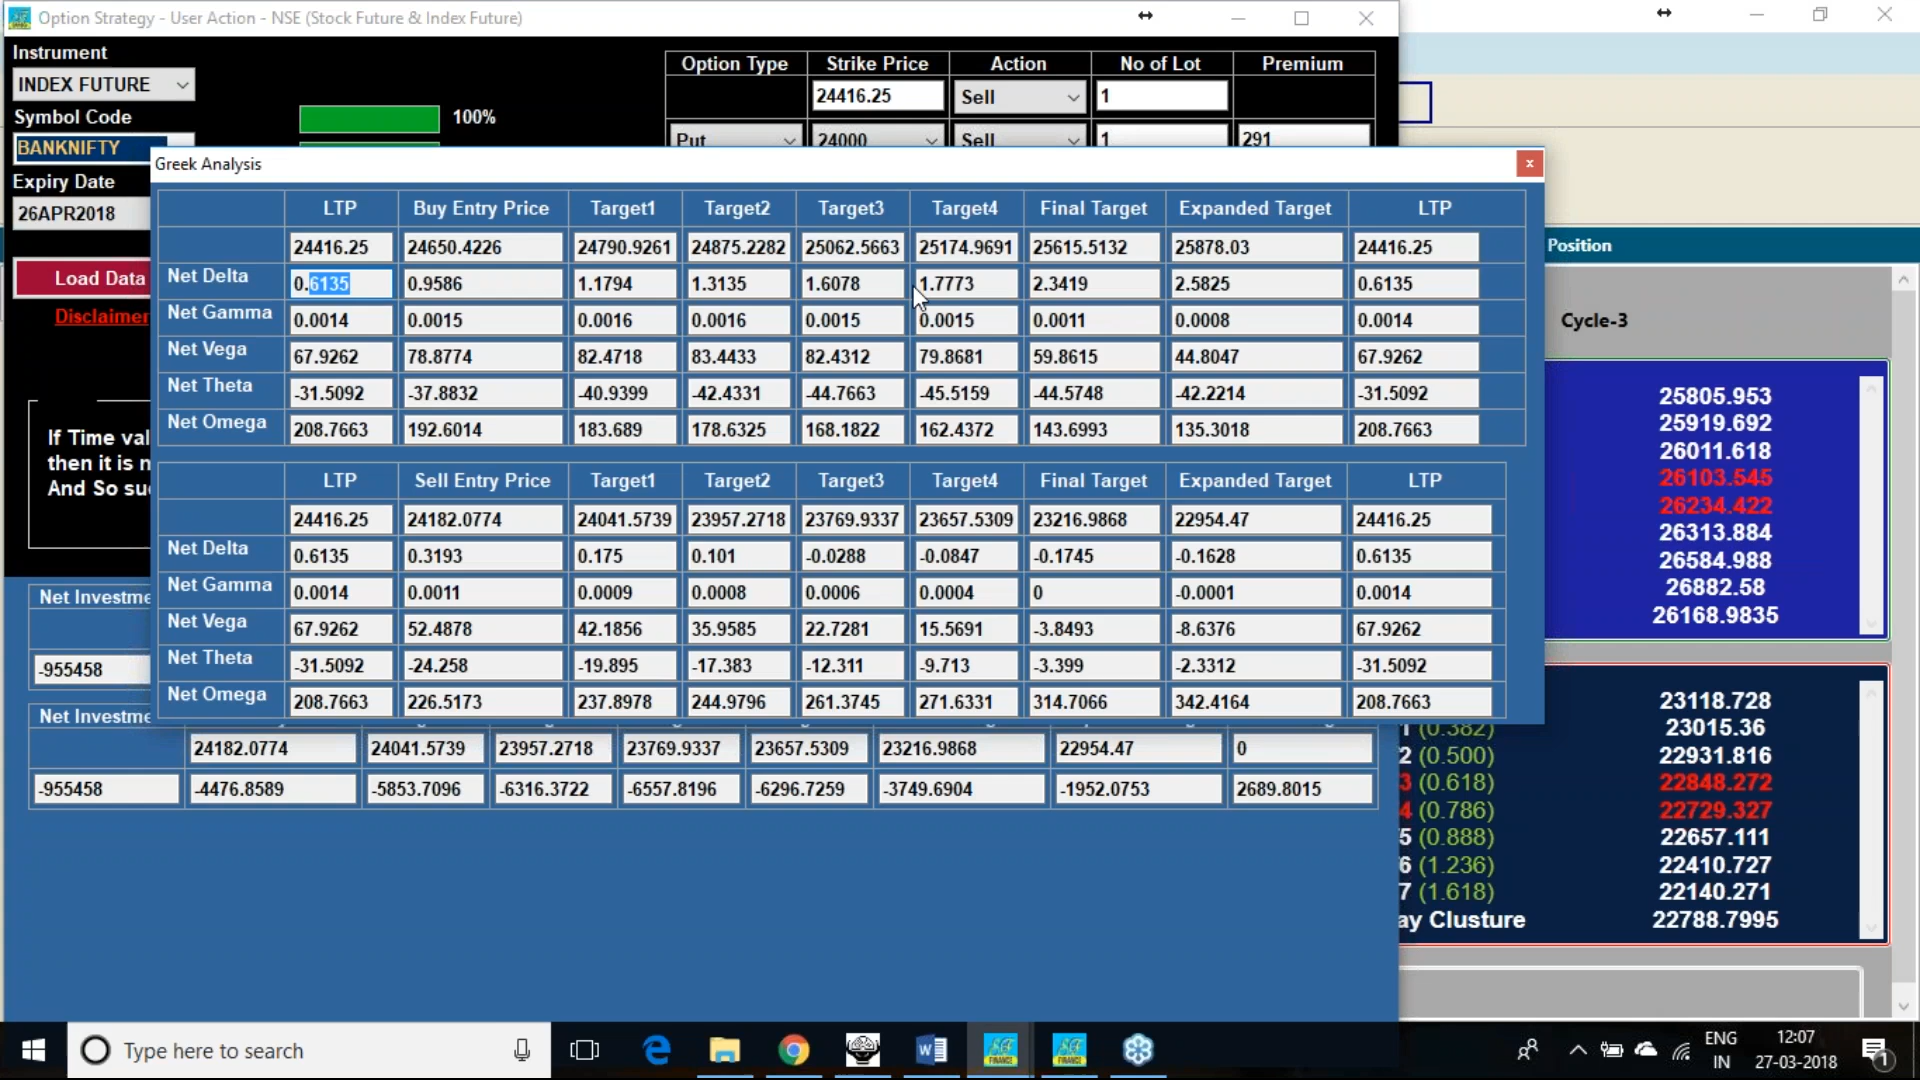 Option Strategy - User Action - NSE (Stock Future & Index Future)
Instrument
INDEX FUTURE
Symbol Code
BANKNIFTY
100%
Expiry Date
26APR2018
Option Type Strike Price Action No of Lot Premium
24416.25 Sell 1
Put 24000 Sell 1 291
Load Data
Disclaimer
If Time val
then it is n
And So su
Greek Analysis
LTP Buy Entry Price Target1 Target2 Target3 Target4 Final Target Expanded Target LTP
24416.25 24650.4226 24790.9261 24875.2282 25062.5663 25174.9691 25615.5132 25878.03 24416.25
Net Delta 0.6135 0.9586 1.1794 1.3135 1.6078 1.7773 2.3419 2.5825 0.6135
Net Gamma 0.0014 0.0015 0.0016 0.0016 0.0015 0.0015 0.0011 0.0008 0.0014
Net Vega 67.9262 78.8774 82.4718 83.4433 82.4312 79.8681 59.8615 44.8047 67.9262
Net Theta -31.5092 -37.8832 -40.9399 -42.4331 -44.7663 -45.5159 -44.5748 -42.2214 -31.5092
Net Omega 208.7663 192.6014 183.689 178.6325 168.1822 162.4372 143.6993 135.3018 208.7663
LTP Sell Entry Price Target1 Target2 Target3 Target4 Final Target Expanded Target LTP
24416.25 24182.0774 24041.5739 23957.2718 23769.9337 23657.5309 23216.9868 22954.47 24416.25
Net Delta 0.6135 0.3193 0.175 0.101 -0.0288 -0.0847 -0.1745 -0.1628 0.6135
Net Gamma 0.0014 0.0011 0.0009 0.0008 0.0006 0.0004 0 -0.0001 0.0014
Net Vega 67.9262 52.4878 42.1856 35.9585 22.7281 15.5691 -3.8493 -8.6376 67.9262
Net Theta -31.5092 -24.258 -19.895 -17.383 -12.311 -9.713 -3.399 -2.3312 -31.5092
Net Omega 208.7663 226.5173 237.8978 244.9796 261.3745 271.6331 314.7066 342.4164 208.7663
Net Investme
-955458
Net Investme
24182.0774 24041.5739 23957.2718 23769.9337 23657.5309 23216.9868 22954.47 0
-955458 -4476.8589 -5853.7096 -6316.3722 -6557.8196 -6296.7259 -3749.6904 -1952.0753 2689.8015
Position
Cycle-3
25805.953
25919.692
26011.618
26103.545
26234.422
26313.884
26584.988
26882.58
26168.9835
23118.728
1 (0.382) 23015.36
2 (0.500) 22931.816
3 (0.618) 22848.272
4 (0.786) 22729.327
5 (0.888) 22657.111
6 (1.236) 22410.727
7 (1.618) 22140.271
ay Clusture 22788.7995
Type here to search
ENG
IN
12:07
27-03-2018
1